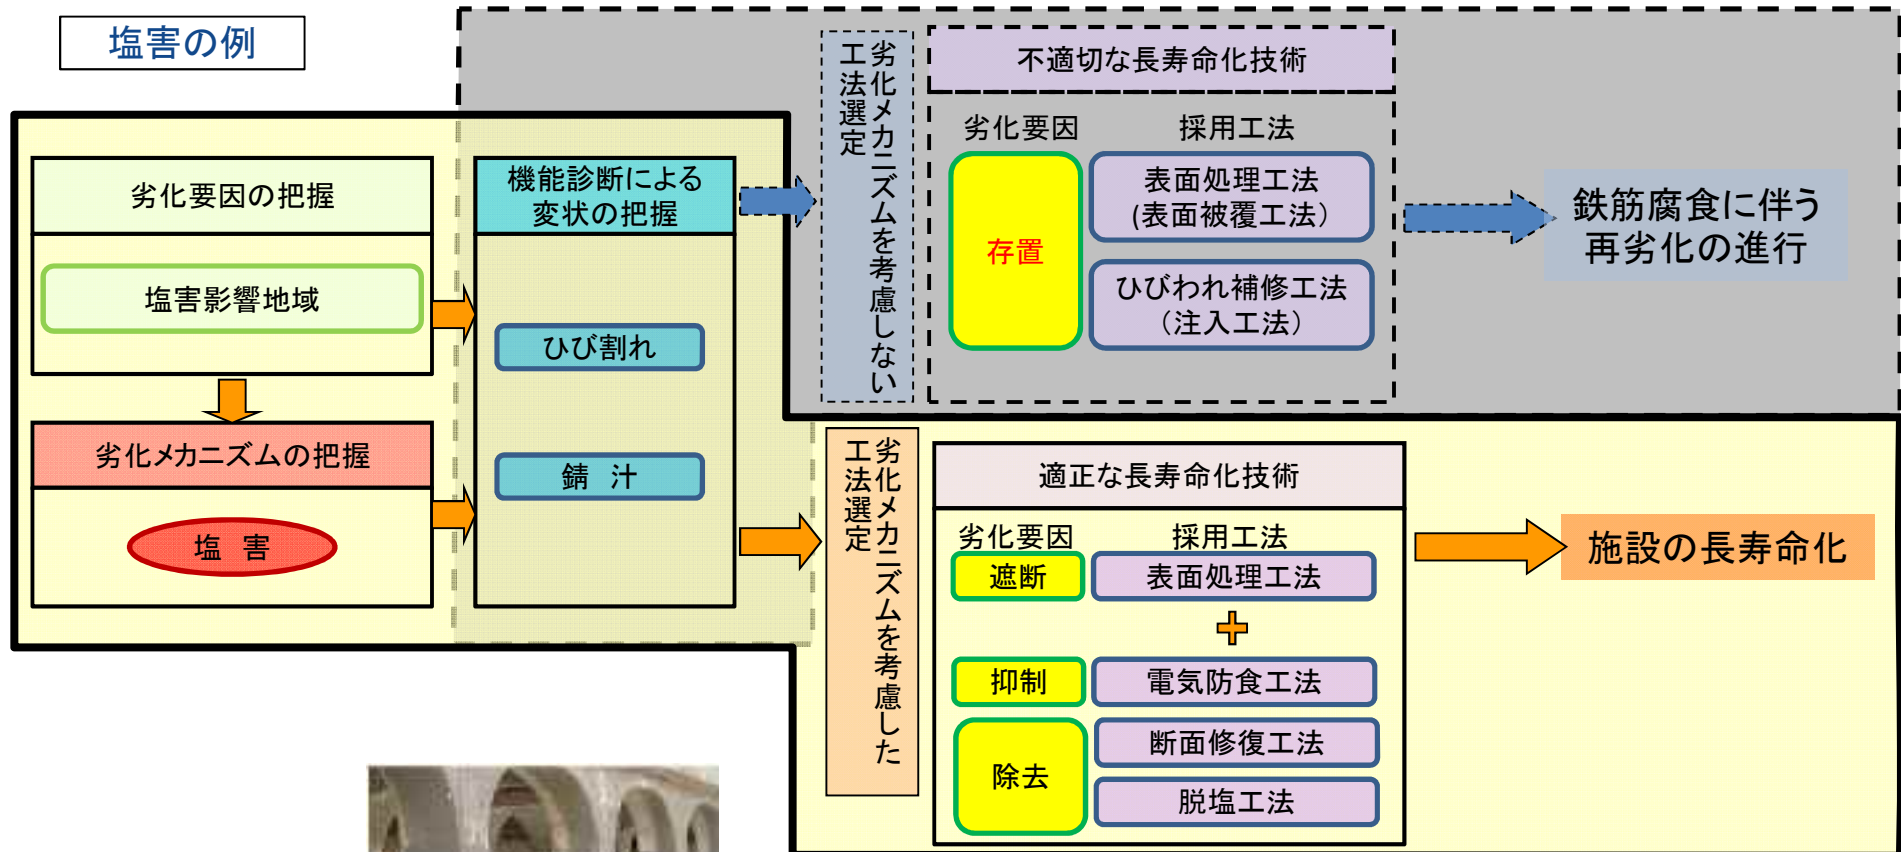 塩害の例
劣化要因の把握
塩害影響地域
劣化メカニズムの把握
塩 害
機能診断による
変状の把握
ひび割れ
錆 汁
劣化メカニズムを考慮しない
工法選定
不適切な長寿命化技術
劣化要因 採用工法
存置
表面処理工法
(表面被覆工法）
ひびわれ補修工法
（注入工法）
鉄筋腐食に伴う
再劣化の進行
劣化メカニズムを考慮した
工法選定
適正な長寿命化技術
劣化要因 採用工法
遮断 表面処理工法
抑制 電気防食工法
除去
断面修復工法
脱塩工法
施設の長寿命化